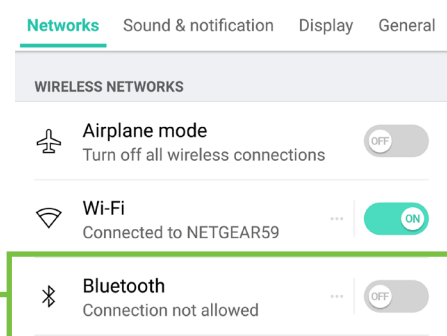 Networks Sound & notification Display General
WIRELESS NETWORKS
Airplane mode
Turn off all wireless connections
OFF
Wi-Fi
Connected to NETGEAR59
ON
Bluetooth
Connection not allowed
OFF